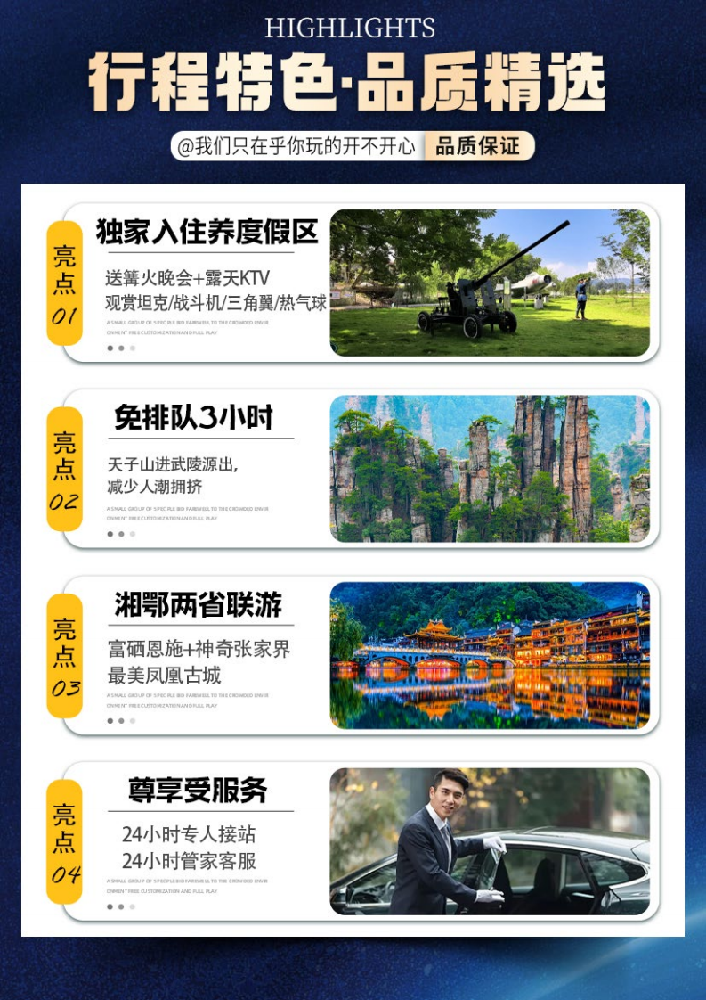 HIGHLIGHTS
行程特色·品质精选
@我们只在乎你玩的开不开心 品质保证
亮点01
独家入住养度假区
送篝火晚会+露天KTV
观赏坦克/战斗机/三角翼/热气球
A SMALL GROUP OF 5 PEOPLE BID FAREWELL TO THE CROWDED ENVIR
ONMENT FREE CUSTOMIZATION AND FULL PLAY
亮点02
免排队3小时
天子山进武陵源出,
减少人潮拥挤
A SMALL GROUP OF 5 PEOPLE BID FAREWELL TO THE CROWDED ENVIR
ONMENT FREE CUSTOMIZATION AND FULL PLAY
亮点03
湘鄂两省联游
富硒恩施+神奇张家界
最美凤凰古城
A SMALL GROUP OF 5 PEOPLE BID FAREWELL TO THE CROWDED ENVIR
ONMENT FREE CUSTOMIZATION AND FULL PLAY
亮点04
尊享受服务
24小时专人接站
24小时管家客服
A SMALL GROUP OF 5 PEOPLE BID FAREWELL TO THE CROWDED ENVIR
ONMENT FREE CUSTOMIZATION AND FULL PLAY